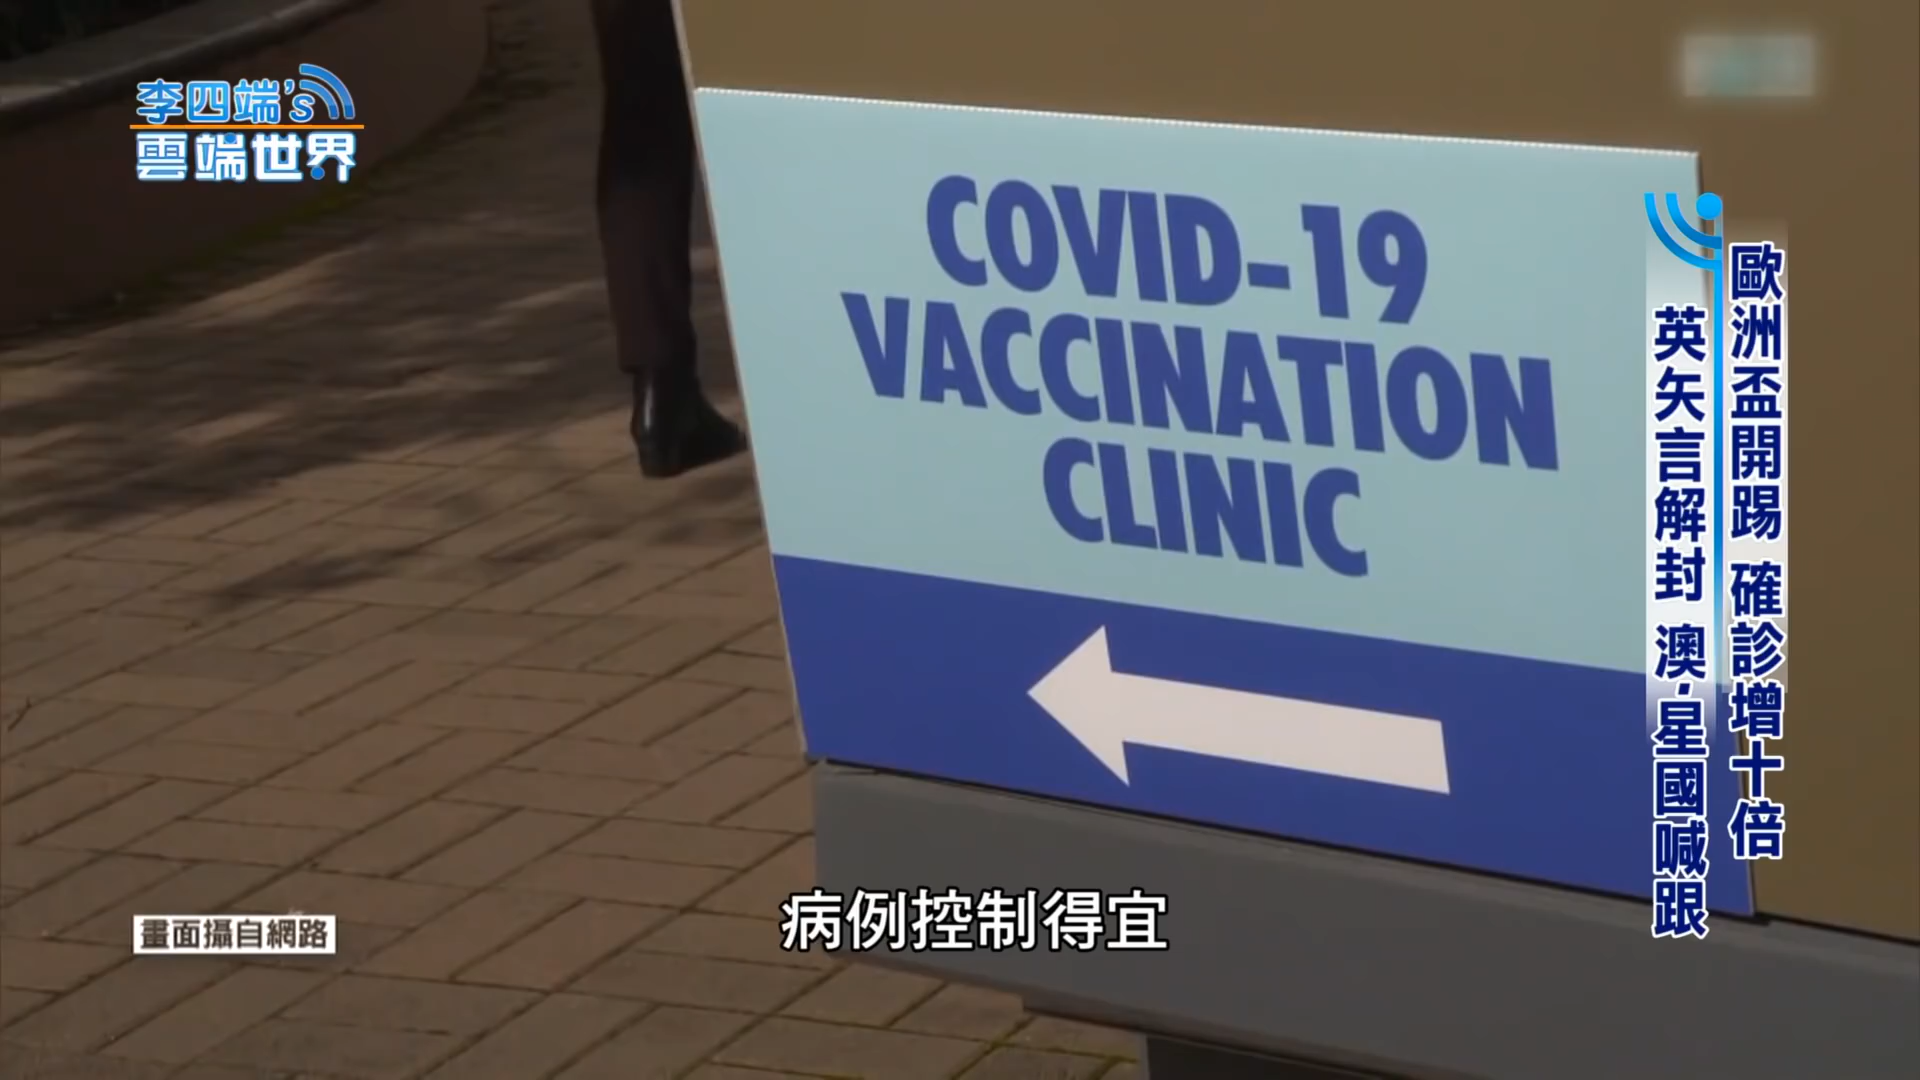 李四端's
雲端世界
COVID-19
VACCINATION
CLINIC
歐洲盃開踢 確診增十倍
英矢言解封 澳.星國喊跟
病例控制得宜
畫面攝自網路